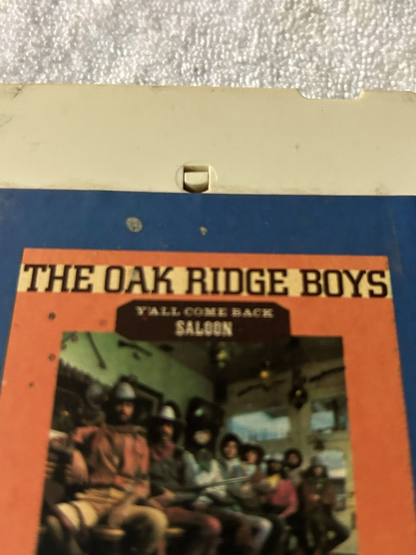 THE OAK RIDGE BOYS
Y'ALL COME BACK
SALOON